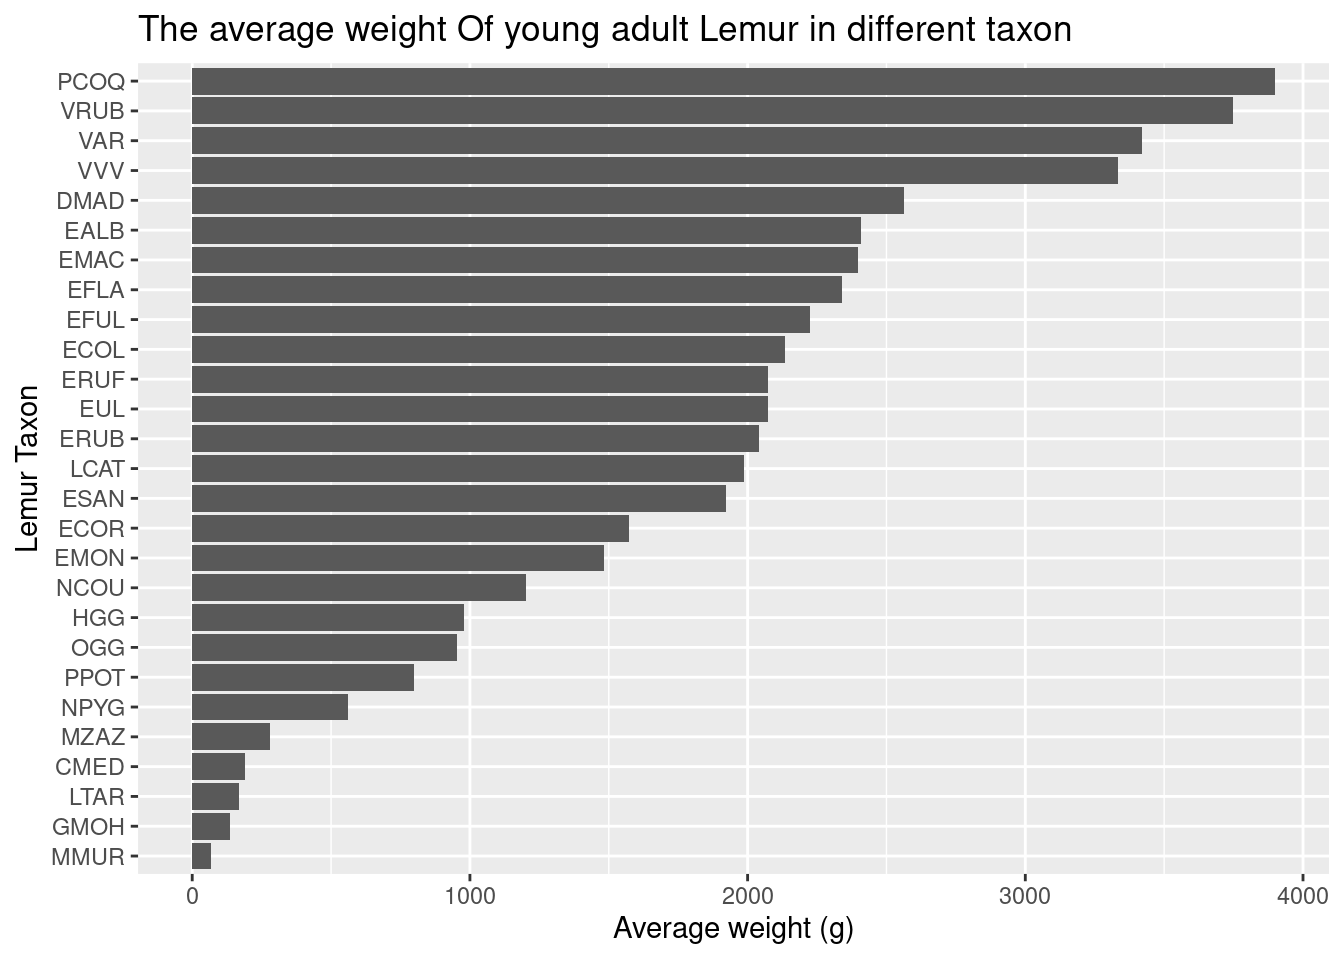 The average weight Of young adult Lemur in different taxon
PCOQ
VRUB
VAR
VVV
DMAD
EALB
EMAC
EFLA
EFUL
ECOL
ERUF
EUL
ERUB
LCAT
ESAN
ECOR
EMON
NCOU
HGG
OGG
PPOT
NPYG
MZAZ
CMED
LTAR
GMOH
MMUR
Lemur Taxon
0 1000 2000 3000 4000
Average weight (g)